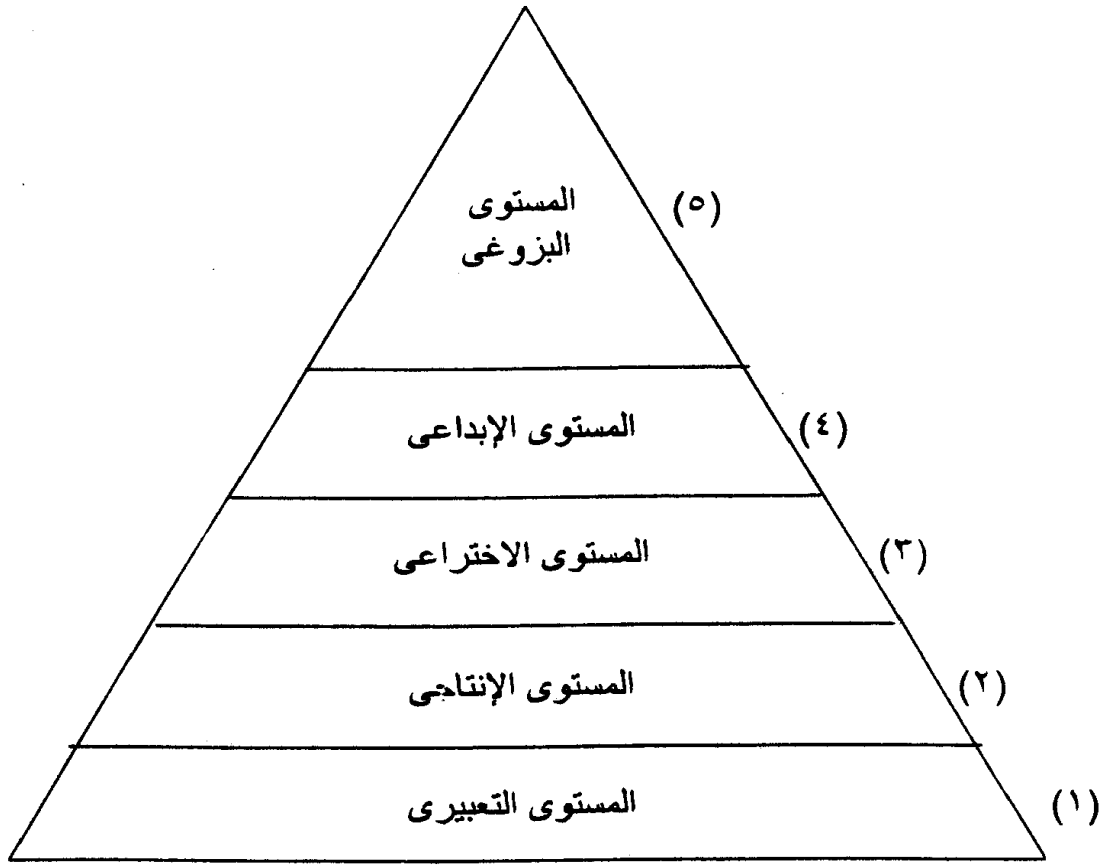 المستوى
البزوغى
(٥)
المستوى الإبداعى
(٤)
المستوى الاختراعى
(٣)
المستوى الإنتاجى
(٢)
المستوى التعبيرى
(١)